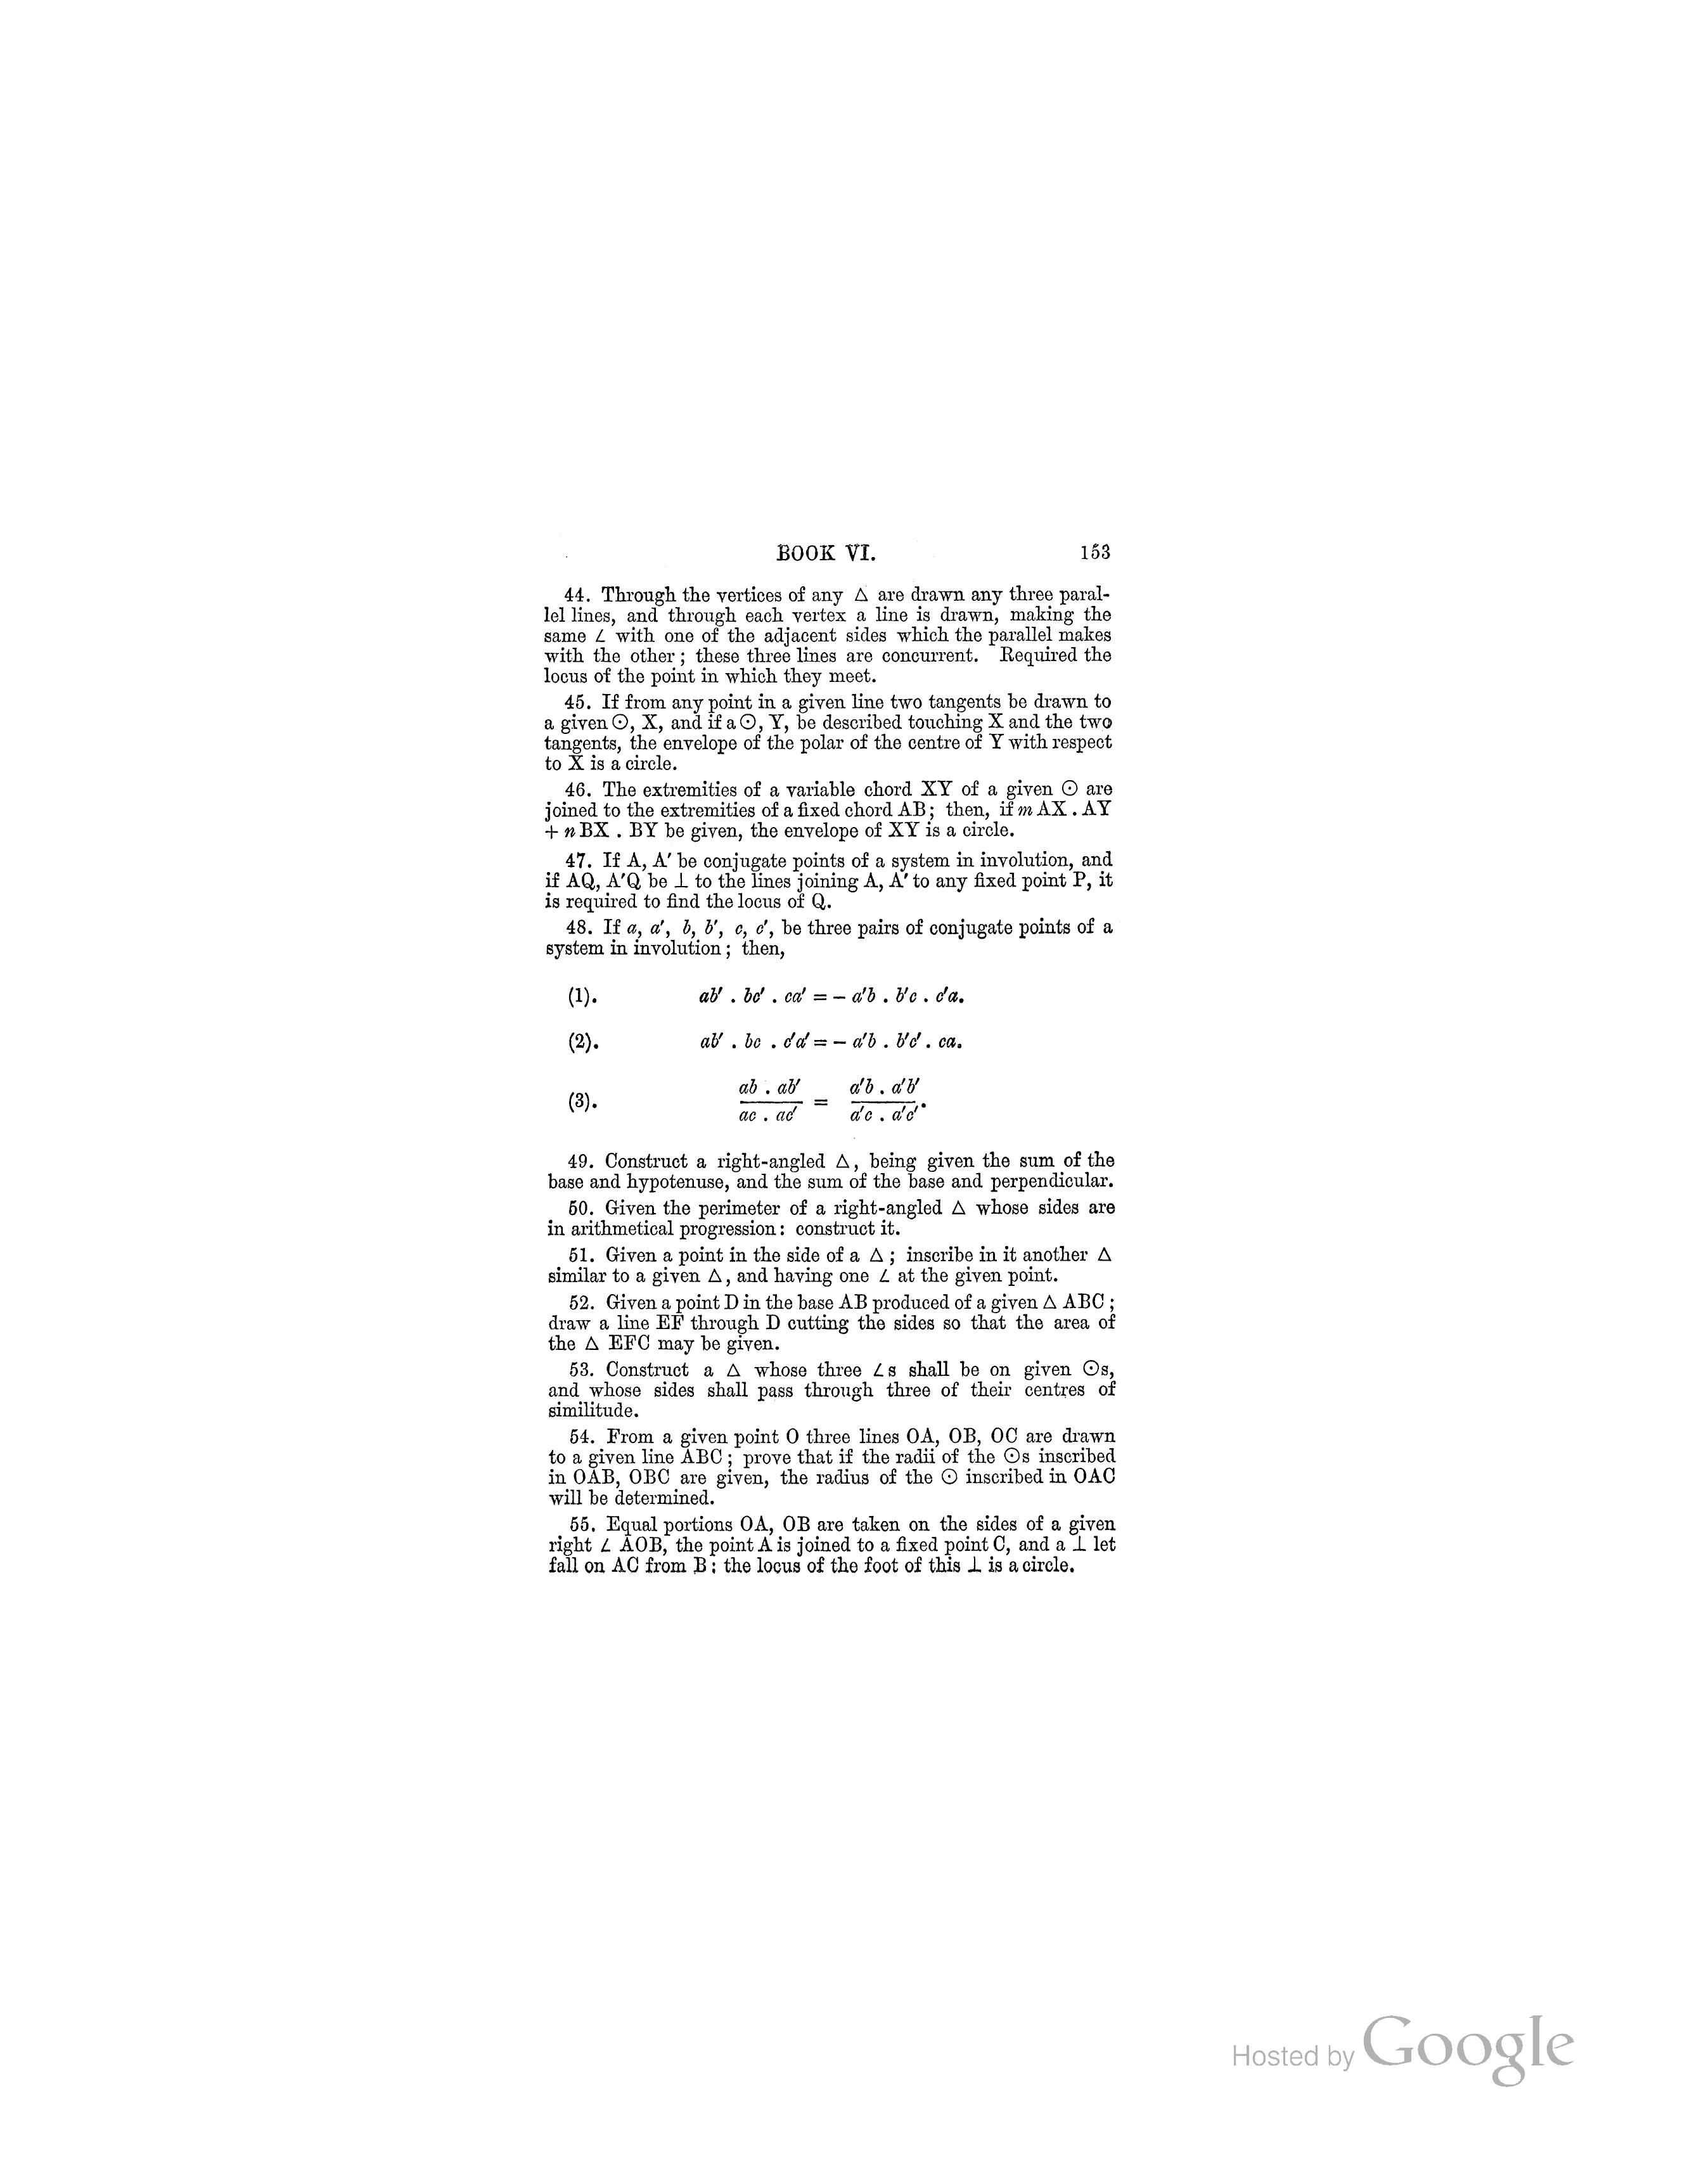 BOOK VI. 153
44. Through the vertices of any △ are drawn any three paral-
lel lines, and through each vertex a line is drawn, making the
same ∠ with one of the adjacent sides which the parallel makes
with the other; these three lines are concurrent. Required the
locus of the point in which they meet.
45. If from any point in a given line two tangents be drawn to
a given ⊙, X, and if a ⊙, Y, be described touching X and the two
tangents, the envelope of the polar of the centre of Y with respect
to X is a circle.
46. The extremities of a variable chord XY of a given ⊙ are
joined to the extremities of a fixed chord AB; then, if m AX . AY
+ n BX . BY be given, the envelope of XY is a circle.
47. If A, A′ be conjugate points of a system in involution, and
if AQ, A′Q be ⊥ to the lines joining A, A′ to any fixed point P, it
is required to find the locus of Q.
48. If a, a′, b, b′, c, c′, be three pairs of conjugate points of a
system in involution; then,
(1). ab′ . bc′ . ca′ = − a′b . b′c . c′a.
(2). ab′ . bc . c′a′ = − a′b . b′c′ . ca.
(3). ab . ab′ / ac . ac′ = a′b . a′b′ / a′c . a′c′.
49. Construct a right-angled △, being given the sum of the
base and hypotenuse, and the sum of the base and perpendicular.
50. Given the perimeter of a right-angled △ whose sides are
in arithmetical progression: construct it.
51. Given a point in the side of a △; inscribe in it another △
similar to a given △, and having one ∠ at the given point.
52. Given a point D in the base AB produced of a given △ ABC;
draw a line EF through D cutting the sides so that the area of
the △ EFC may be given.
53. Construct a △ whose three ∠s shall be on given ⊙s,
and whose sides shall pass through three of their centres of
similitude.
54. From a given point O three lines OA, OB, OC are drawn
to a given line ABC; prove that if the radii of the ⊙s inscribed
in OAB, OBC are given, the radius of the ⊙ inscribed in OAC
will be determined.
55. Equal portions OA, OB are taken on the sides of a given
right ∠ AOB, the point A is joined to a fixed point C, and a ⊥ let
fall on AC from B: the locus of the foot of this ⊥ is a circle.
Hosted by Google